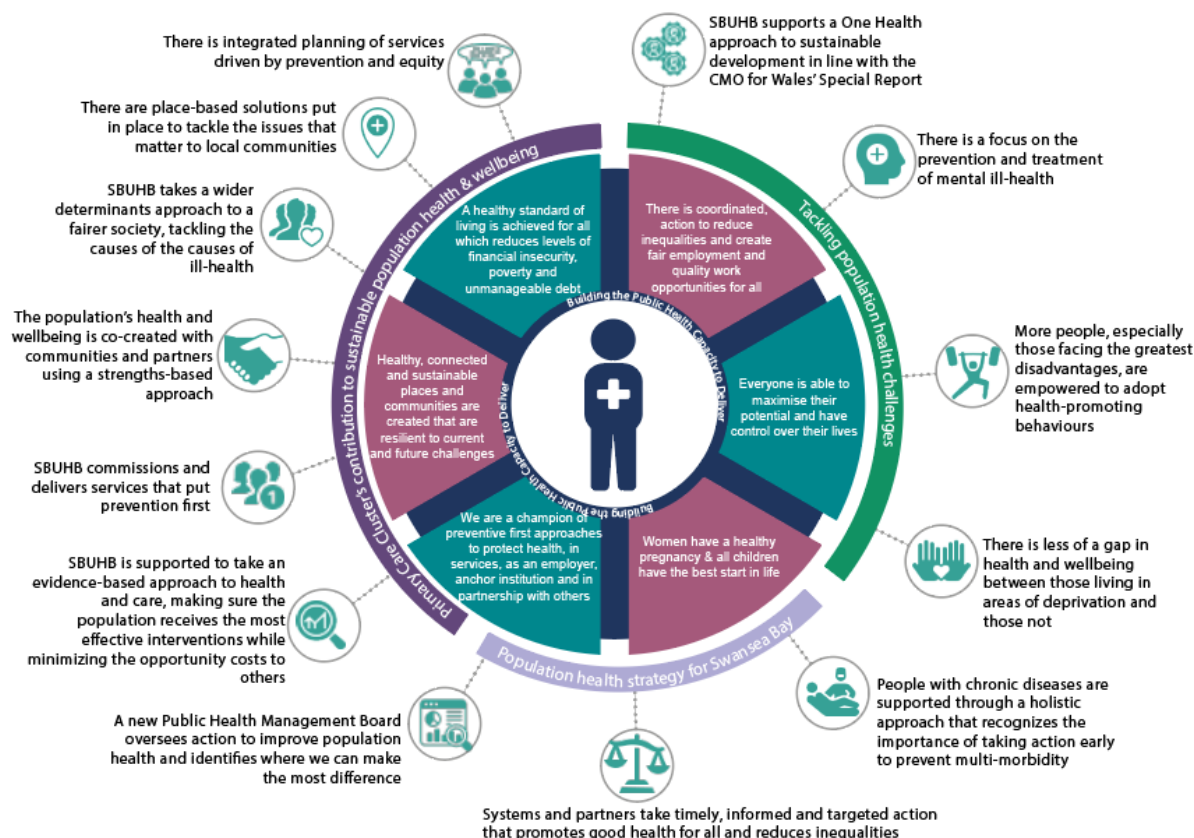 There is integrated planning of services
driven by prevention and equity
There are place-based solutions put
in place to tackle the issues that
matter to local communities
SBUHB takes a wider
determinants approach to a
fairer society, tackling the
causes of the causes of
ill-health
The population's health and
wellbeing is co-created with
communities and partners
using a strengths-based
approach
SBUHB commissions and
delivers services that put
prevention first
1
SBUHB is supported to take an
evidence-based approach to health
and care, making sure the
population receives the most
effective interventions while
minimizing the opportunity costs to
others
A new Public Health Management Board
oversees action to improve population
health and identifies where we can make
the most difference
Systems and partners take timely, informed and targeted action
that promotes good health for all and reduces inequalities
SBUHB supports a One Health
approach to sustainable
development in line with the
CMO for Wales' Special Report
There is a focus on the
prevention and treatment
of mental ill-health
More people, especially
those facing the greatest
disadvantages, are
empowered to adopt
health-promoting
behaviours
There is less of a gap in
health and wellbeing
between those living in
areas of deprivation and
those not
People with chronic diseases are
supported through a holistic
approach that recognizes the
importance of taking action early
to prevent multi-morbidity
Primary Care Cluster's contribution to sustainable population health & wellbeing
Tackling population health challenges
Population health strategy for Swansea Bay
A healthy standard of
living is achieved for all
which reduces levels of
financial insecurity,
poverty and
unmanageable debt
There is coordinated,
action to reduce
inequalities and create
fair employment and
quality work
opportunities for all
Healthy, connected
and sustainable
places and
communities are
created that are
resilient to current
and future challenges
Everyone is able to
maximise their
potential and have
control over their lives
We are a champion of
preventive first approaches
to protect health, in
services, as an employer,
anchor institution and in
partnership with others
Women have a healthy
pregnancy & all children
have the best start in life
Building the Public Health Capacity to Deliver
Building the Public Health Capacity to Deliver